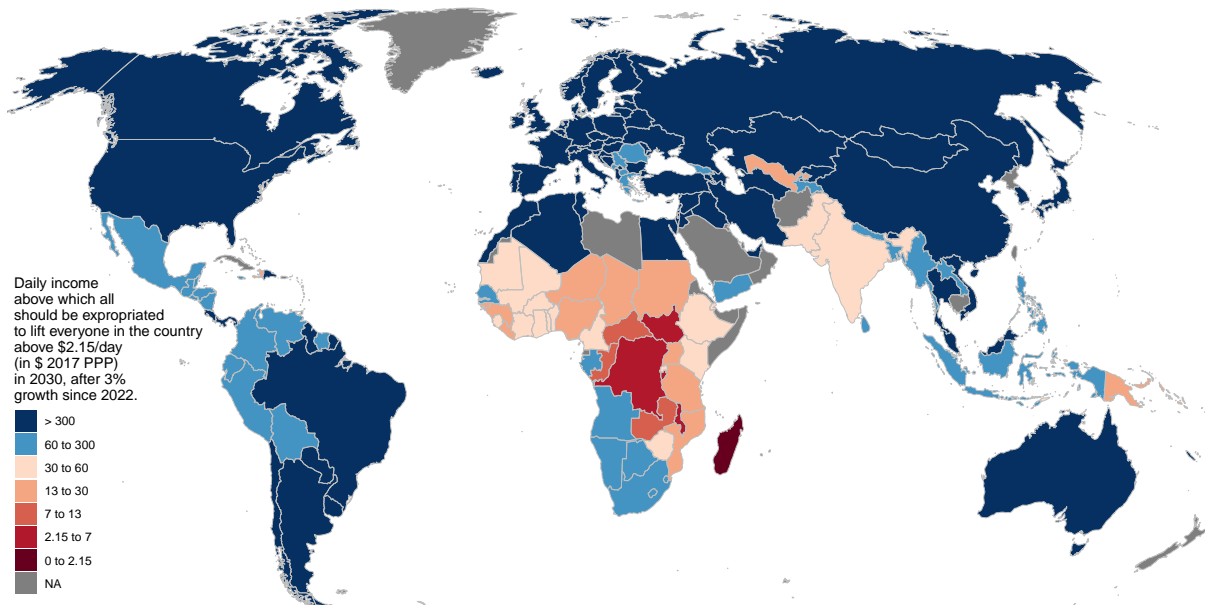 Daily income
above which all
should be expropriated
to lift everyone in the country
above $2.15/day
(in $ 2017 PPP)
in 2030, after 3%
growth since 2022.
> 300
60 to 300
30 to 60
13 to 30
7 to 13
2.15 to 7
0 to 2.15
NA